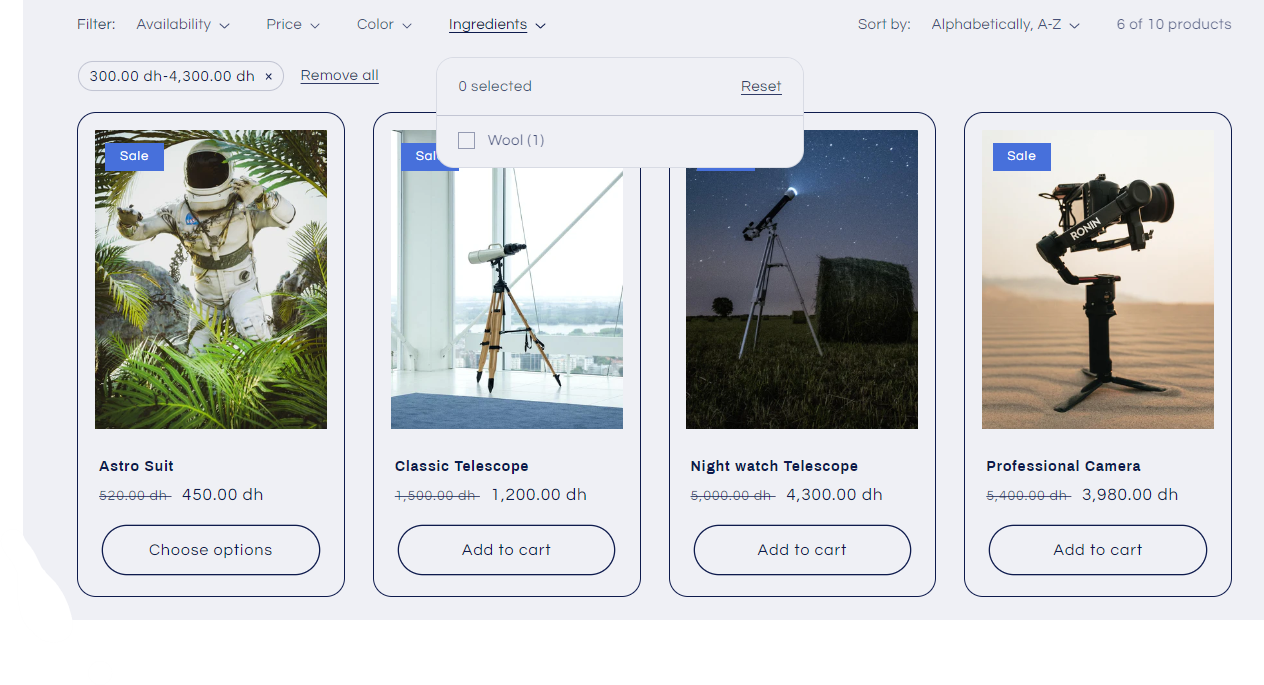 Filter: Availability Price Color Ingredients Sort by: Alphabetically, A-Z 6 of 10 products
300.00 dh-4,300.00 dh × Remove all
0 selected Reset
Wool (1)
Sale Sal Sale
RONIN
Astro Suit Classic Telescope Night watch Telescope Professional Camera
520.00 dh 450.00 dh 1,500.00 dh 1,200.00 dh 5,000.00 dh 4,300.00 dh 5,400.00 dh 3,980.00 dh
Choose options Add to cart Add to cart Add to cart